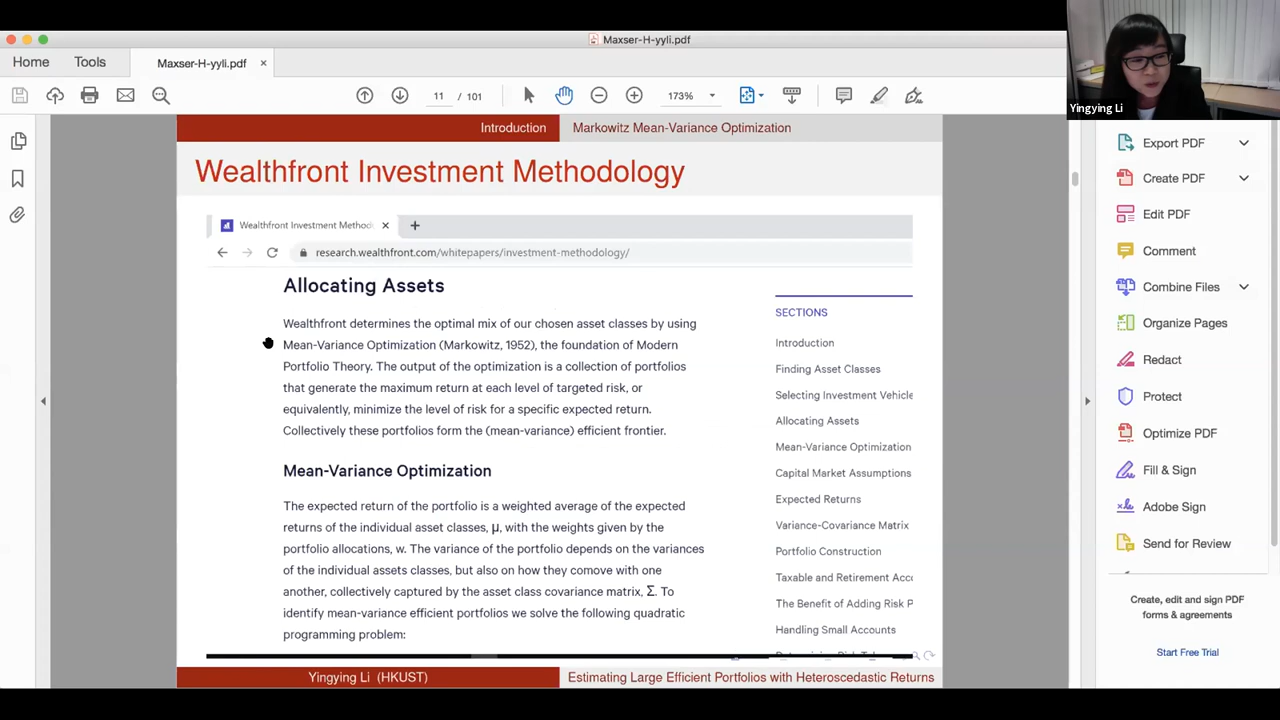 Maxser-H-yyli.pdf
Home
Tools
Maxser-H-yyli.pdf
11 / 101
173%
Yingying Li
Introduction
Markowitz Mean-Variance Optimization
Wealthfront Investment Methodology
Wealthfront Investment Method
research.wealthfront.com/whitepapers/investment-methodology/
Allocating Assets
Wealthfront determines the optimal mix of our chosen asset classes by using
Mean-Variance Optimization (Markowitz, 1952), the foundation of Modern
Portfolio Theory. The output of the optimization is a collection of portfolios
that generate the maximum return at each level of targeted risk, or
equivalently, minimize the level of risk for a specific expected return.
Collectively these portfolios form the (mean-variance) efficient frontier.
Mean-Variance Optimization
The expected return of the portfolio is a weighted average of the expected
returns of the individual asset classes, μ, with the weights given by the
portfolio allocations, w. The variance of the portfolio depends on the variances
of the individual assets classes, but also on how they comove with one
another, collectively captured by the asset class covariance matrix, Σ. To
identify mean-variance efficient portfolios we solve the following quadratic
programming problem:
SECTIONS
Introduction
Finding Asset Classes
Selecting Investment Vehicle
Allocating Assets
Mean-Variance Optimization
Capital Market Assumptions
Expected Returns
Variance-Covariance Matrix
Portfolio Construction
Taxable and Retirement Acc
The Benefit of Adding Risk P
Handling Small Accounts
Yingying Li (HKUST)
Estimating Large Efficient Portfolios with Heteroscedastic Returns
Export PDF
Create PDF
Edit PDF
Comment
Combine Files
Organize Pages
Redact
Protect
Optimize PDF
Fill & Sign
Adobe Sign
Send for Review
Create, edit and sign PDF
forms & agreements
Start Free Trial